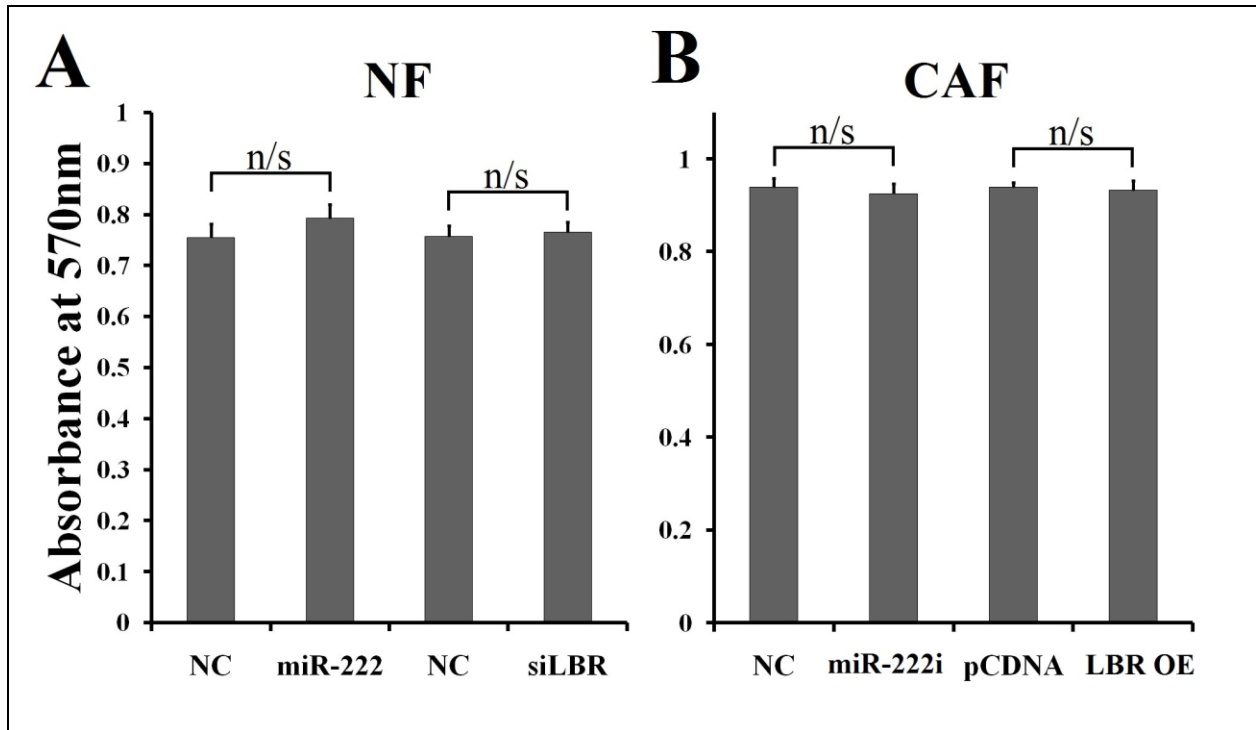 A
NF
Absorbance at 570nm
1
0.9
0.8
0.7
0.6
0.5
0.4
0.3
0.2
0.1
0
n/s
n/s
NC miR-222 NC siLBR
B
CAF
1
0.8
0.6
0.4
0.2
0
n/s
n/s
NC miR-222i pCDNA LBR OE